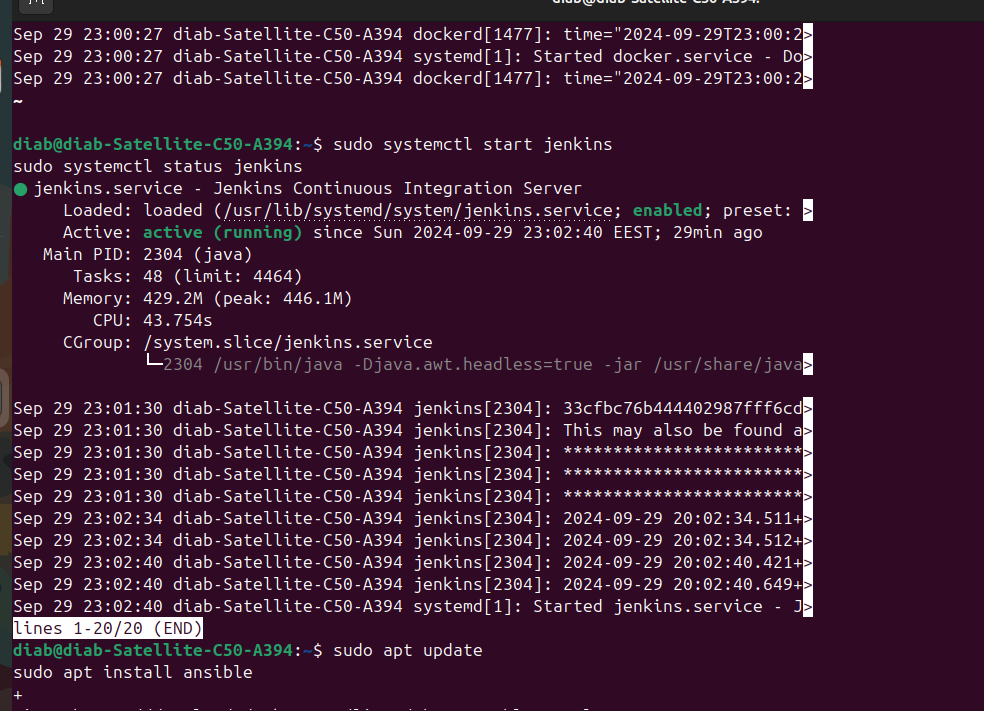 Sep 29 23:00:27 diab-Satellite-C50-A394 dockerd[1477]: time="2024-09-29T23:00:2>
Sep 29 23:00:27 diab-Satellite-C50-A394 systemd[1]: Started docker.service - Do>
Sep 29 23:00:27 diab-Satellite-C50-A394 dockerd[1477]: time="2024-09-29T23:00:2>
~
diab@diab-Satellite-C50-A394:~$ sudo systemctl start jenkins
sudo systemctl status jenkins
● jenkins.service - Jenkins Continuous Integration Server
Loaded: loaded (/usr/lib/systemd/system/jenkins.service; enabled; preset: >
Active: active (running) since Sun 2024-09-29 23:02:40 EEST; 29min ago
Main PID: 2304 (java)
Tasks: 48 (limit: 4464)
Memory: 429.2M (peak: 446.1M)
CPU: 43.754s
CGroup: /system.slice/jenkins.service
└─2304 /usr/bin/java -Djava.awt.headless=true -jar /usr/share/java>
Sep 29 23:01:30 diab-Satellite-C50-A394 jenkins[2304]: 33cfbc76b444402987fff6cd>
Sep 29 23:01:30 diab-Satellite-C50-A394 jenkins[2304]: This may also be found a>
Sep 29 23:01:30 diab-Satellite-C50-A394 jenkins[2304]: ************************>
Sep 29 23:01:30 diab-Satellite-C50-A394 jenkins[2304]: ************************>
Sep 29 23:01:30 diab-Satellite-C50-A394 jenkins[2304]: ************************>
Sep 29 23:02:34 diab-Satellite-C50-A394 jenkins[2304]: 2024-09-29 20:02:34.511+>
Sep 29 23:02:34 diab-Satellite-C50-A394 jenkins[2304]: 2024-09-29 20:02:34.512+>
Sep 29 23:02:40 diab-Satellite-C50-A394 jenkins[2304]: 2024-09-29 20:02:40.421+>
Sep 29 23:02:40 diab-Satellite-C50-A394 jenkins[2304]: 2024-09-29 20:02:40.649+>
Sep 29 23:02:40 diab-Satellite-C50-A394 systemd[1]: Started jenkins.service - J>
lines 1-20/20 (END)
diab@diab-Satellite-C50-A394:~$ sudo apt update
sudo apt install ansible
+